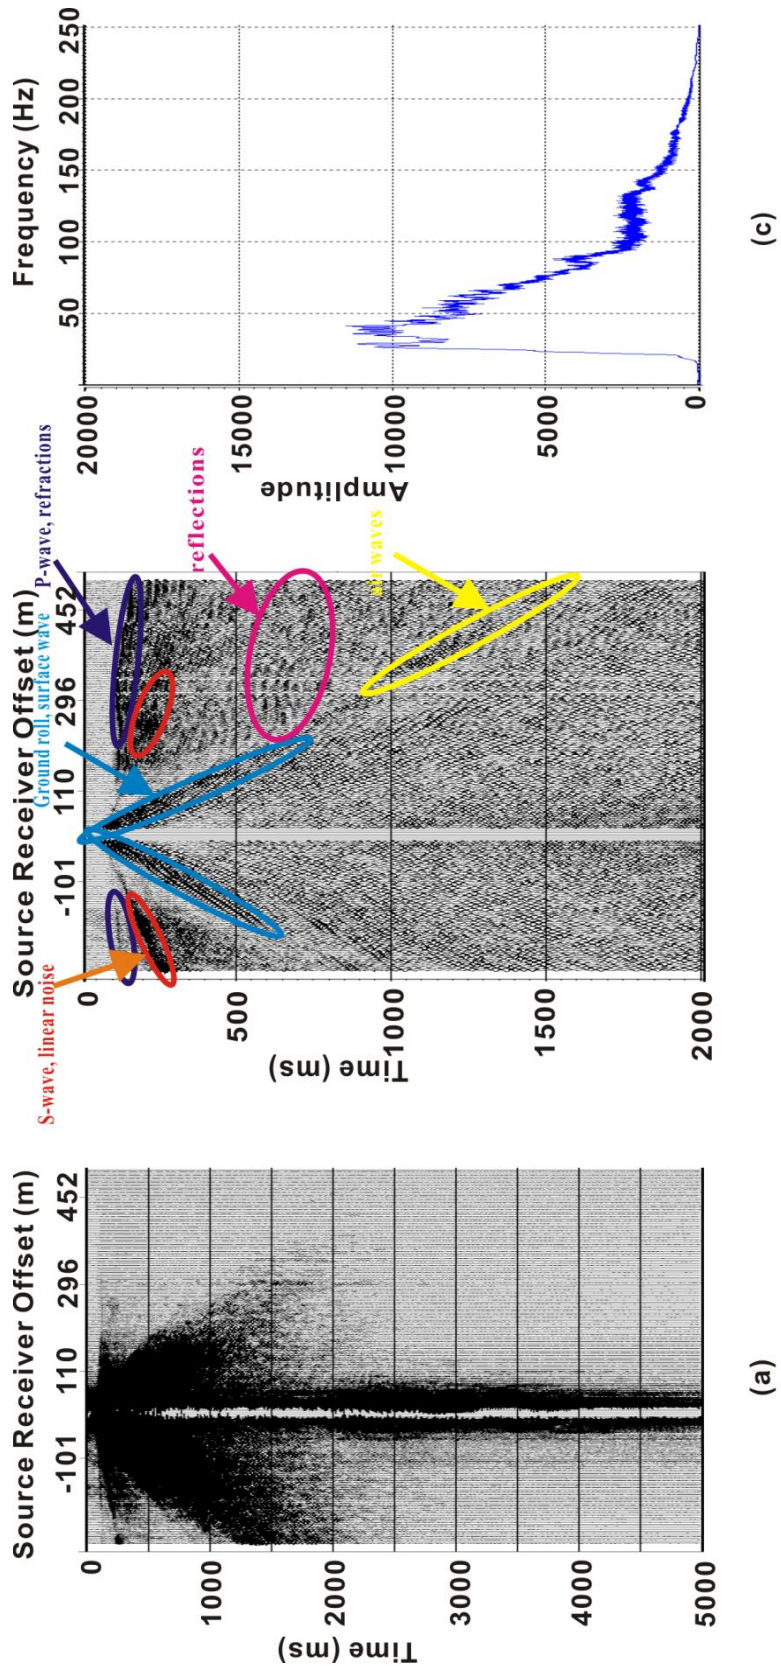 Source Receiver Offset (m)
-101 110 296 452
0
1000
2000
3000
4000
5000
Time (ms)
(a)
Source Receiver Offset (m)
-101 110 296 452
0
500
1000
1500
2000
Time (ms)
S-wave, linear noise
Ground roll, surface wave
P-wave, refractions
reflections
air waves
Frequency (Hz)
50 100 150 200 250
20000
15000
10000
5000
0
Amplitude
(c)